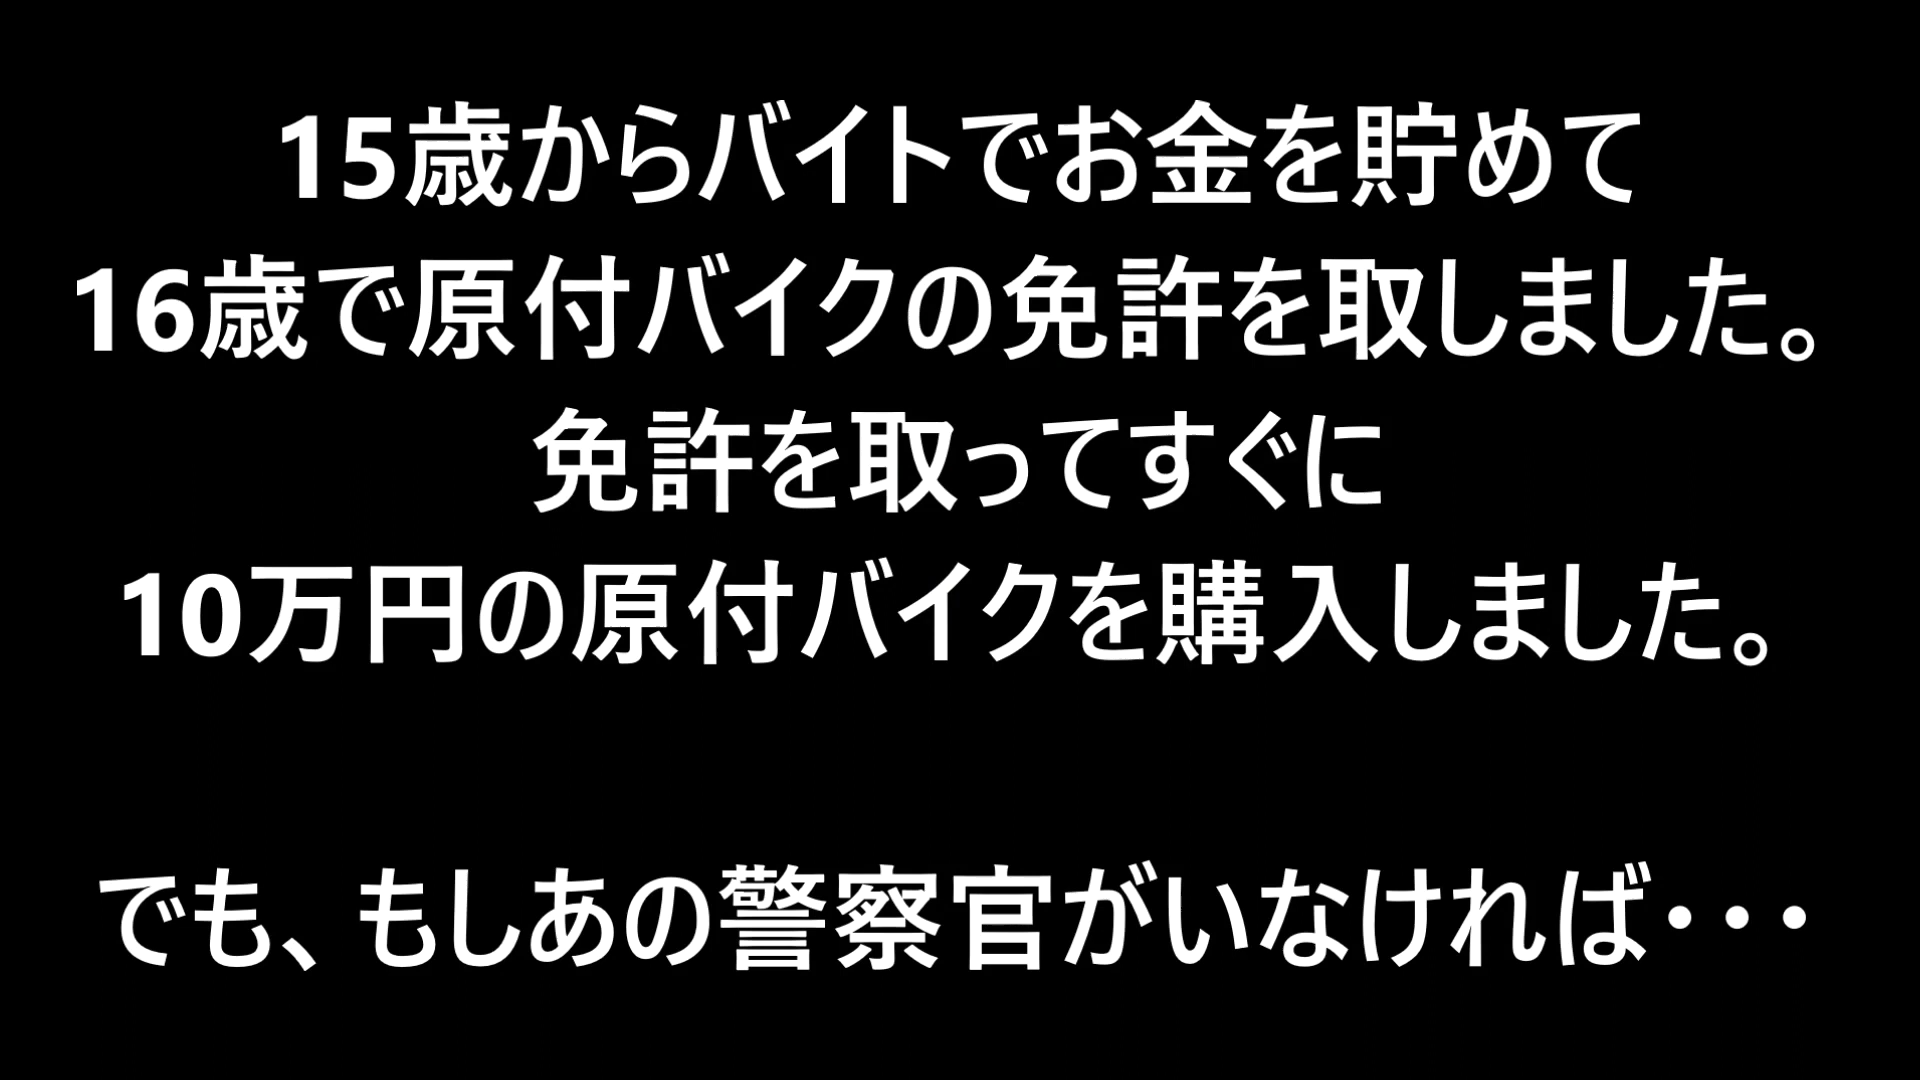 15歳からバイトでお金を貯めて
16歳で原付バイクの免許を取しました。
免許を取ってすぐに
10万円の原付バイクを購入しました。
でも、もしあの警察官がいなければ・・・